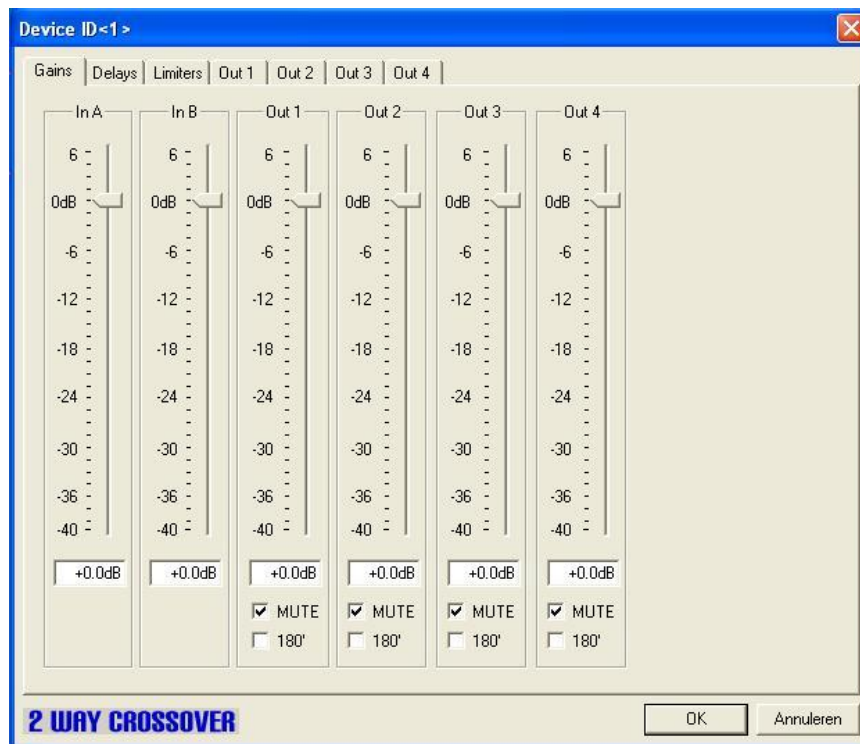 Device ID<1>
Gains Delays Limiters Out 1 Out 2 Out 3 Out 4
In A In B Out 1 Out 2 Out 3 Out 4
6 6 6 6 6 6
0dB 0dB 0dB 0dB 0dB 0dB
-6 -6 -6 -6 -6 -6
-12 -12 -12 -12 -12 -12
-18 -18 -18 -18 -18 -18
-24 -24 -24 -24 -24 -24
-30 -30 -30 -30 -30 -30
-36 -36 -36 -36 -36 -36
-40 -40 -40 -40 -40 -40
+0.0dB +0.0dB +0.0dB +0.0dB +0.0dB +0.0dB
MUTE MUTE MUTE MUTE
180' 180' 180' 180'
2 WAY CROSSOVER OK Annuleren